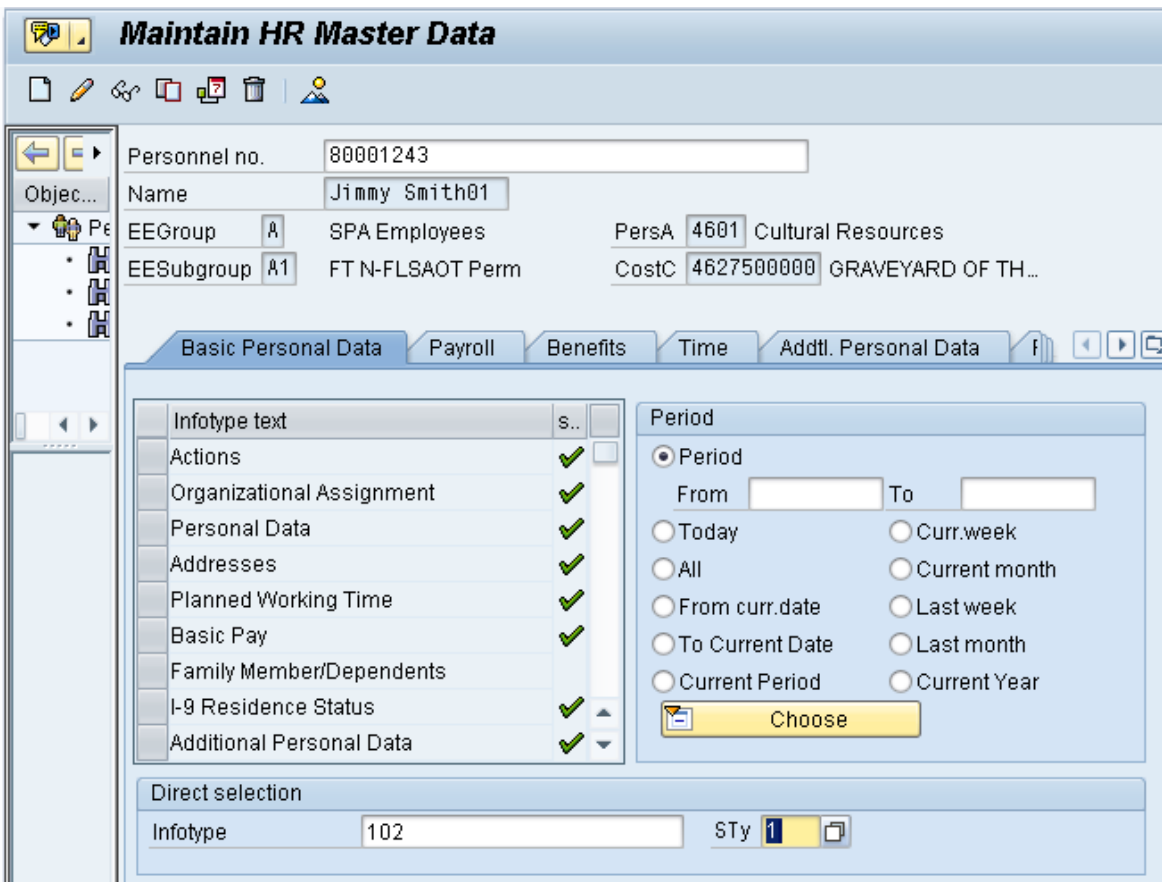 Maintain HR Master Data
Personnel no. 80001243
Objec... Name Jimmy Smith01
Pe EEGroup A SPA Employees PersA 4601 Cultural Resources
EESubgroup A1 FT N-FLSAOT Perm CostC 4627500000 GRAVEYARD OF TH...
Basic Personal Data Payroll Benefits Time Addtl. Personal Data
Infotype text s..
Actions
Organizational Assignment
Personal Data
Addresses
Planned Working Time
Basic Pay
Family Member/Dependents
I-9 Residence Status
Additional Personal Data
Period
Period
From To
Today Curr.week
All Current month
From curr.date Last week
To Current Date Last month
Current Period Current Year
Choose
Direct selection
Infotype 102 STy 1